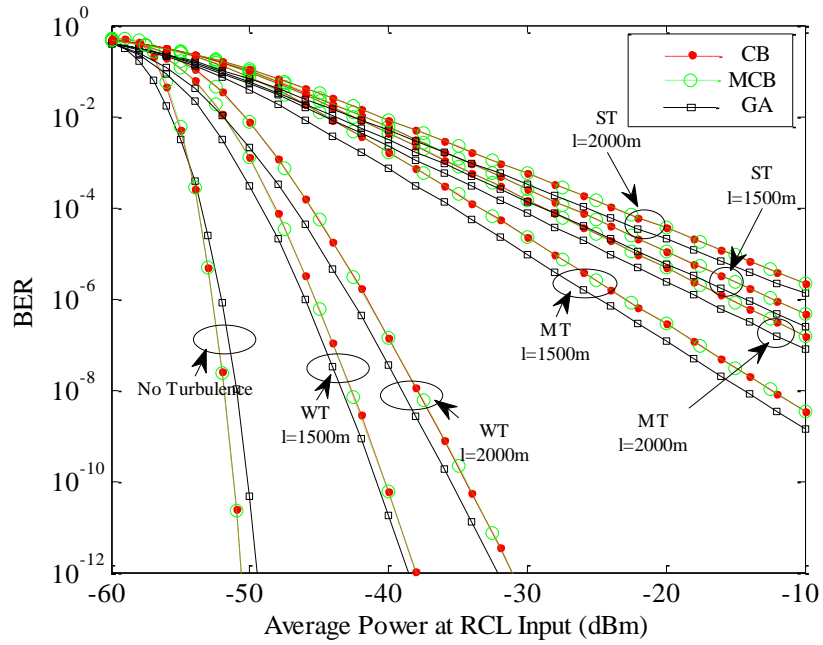 10^0
10^-2
10^-4
10^-6
10^-8
10^-10
10^-12
BER
-60
-50
-40
-30
-20
-10
Average Power at RCL Input (dBm)
CB
MCB
GA
ST
l=2000m
ST
l=1500m
MT
l=1500m
MT
l=2000m
No Turbulence
WT
l=1500m
WT
l=2000m